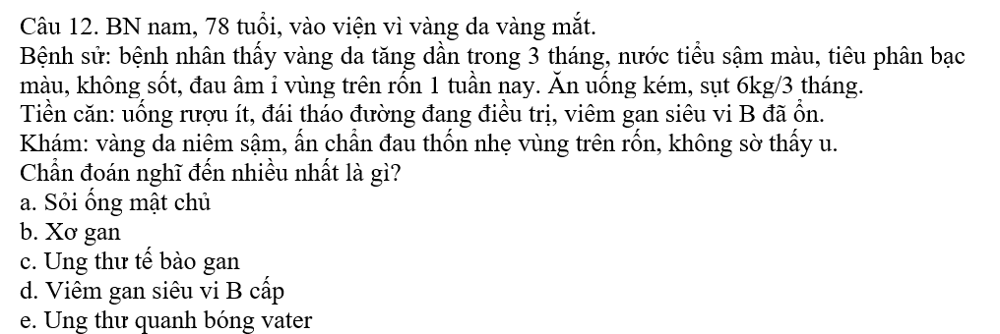 Câu 12. BN nam, 78 tuổi, vào viện vì vàng da vàng mắt.
Bệnh sử: bệnh nhân thấy vàng da tăng dần trong 3 tháng, nước tiểu sậm màu, tiêu phân bạc
màu, không sốt, đau âm ỉ vùng trên rốn 1 tuần nay. Ăn uống kém, sụt 6kg/3 tháng.
Tiền căn: uống rượu ít, đái tháo đường đang điều trị, viêm gan siêu vi B đã ổn.
Khám: vàng da niêm sậm, ấn chẩn đau thốn nhẹ vùng trên rốn, không sờ thấy u.
Chẩn đoán nghĩ đến nhiều nhất là gì?
a. Sỏi ống mật chủ
b. Xơ gan
c. Ung thư tế bào gan
d. Viêm gan siêu vi B cấp
e. Ung thư quanh bóng vater